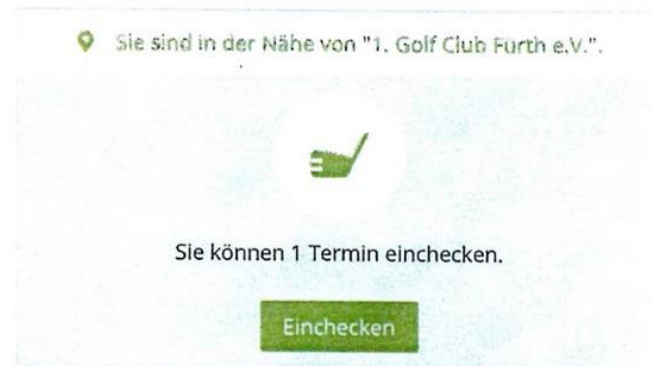 Sie sind in der Nähe von "1. Golf Club Fürth e.V.".
Sie können 1 Termin einchecken.
Einchecken